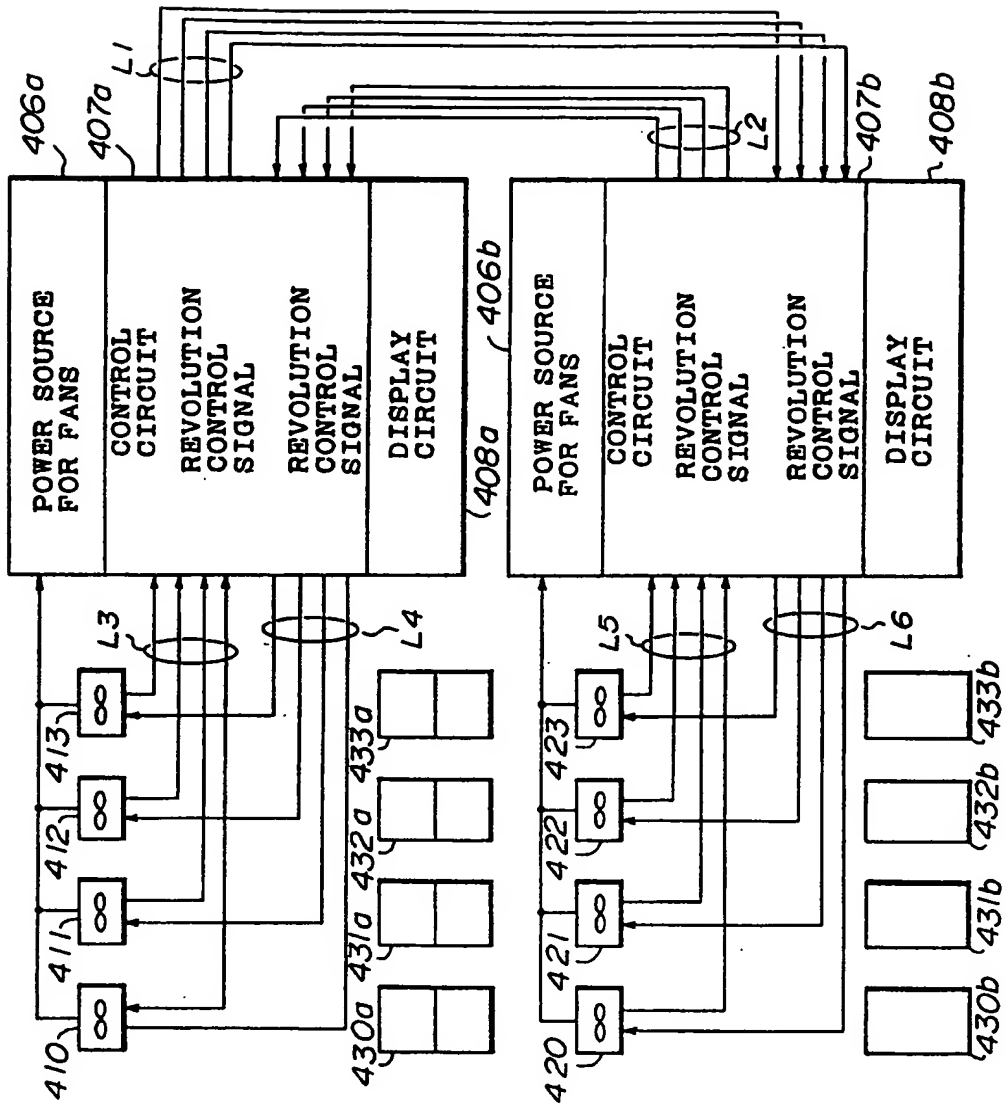 L1
406a
407a
POWER SOURCE
FOR FANS
CONTROL
CIRCUIT
REVOLUTION
CONTROL
SIGNAL
REVOLUTION
CONTROL
SIGNAL
DISPLAY
CIRCUIT
408a
L2
L3
L4
410
411
412
413
430a
431a
432a
433a
406b
407b
408b
POWER SOURCE
FOR FANS
CONTROL
CIRCUIT
REVOLUTION
CONTROL
SIGNAL
REVOLUTION
CONTROL
SIGNAL
DISPLAY
CIRCUIT
L5
L6
420
421
422
423
430b
431b
432b
433b